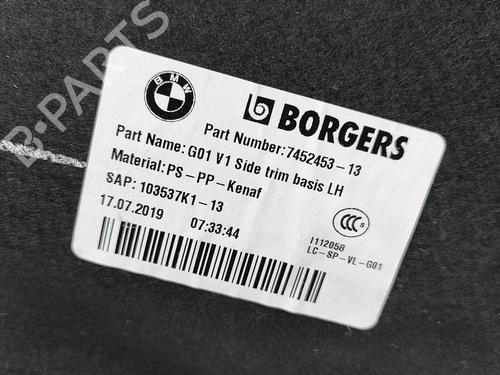 B-PARTS
BMW
BORGERS
Part Number: 7452453-13
Part Name: G01 V1 Side trim basis LH
Material: PS-PP-Kenaf
SAP: 103537K1-13
17.07.2019 07:33:44
CCC S
I112058
LC-SP-VL-G01